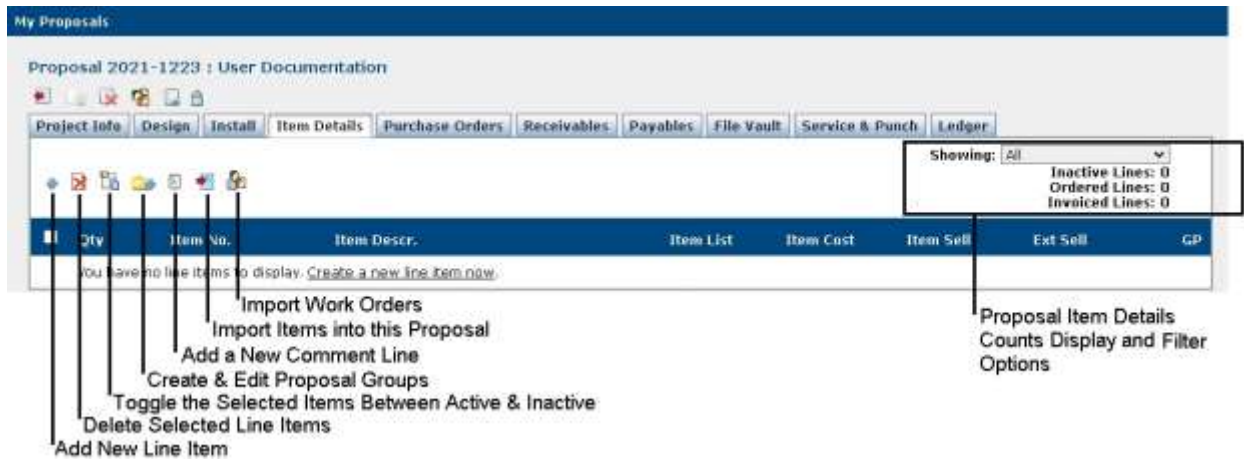 My Proposals
Proposal 2021-1223 : User Documentation
Project Info Design Install Item Details Purchase Orders Receivables Payables File Vault Service & Punch Ledger
Showing: All
Inactive Lines: 0
Ordered Lines: 0
Invoiced Lines: 0
Qty Item No. Item Descr. Item List Item Cost Item Sell Ext Sell GP
You have no line items to display. Create a new line item now.
Import Work Orders
Import Items into this Proposal
Add a New Comment Line
Create & Edit Proposal Groups
Toggle the Selected Items Between Active & Inactive
Delete Selected Line Items
Add New Line Item
Proposal Item Details
Counts Display and Filter
Options